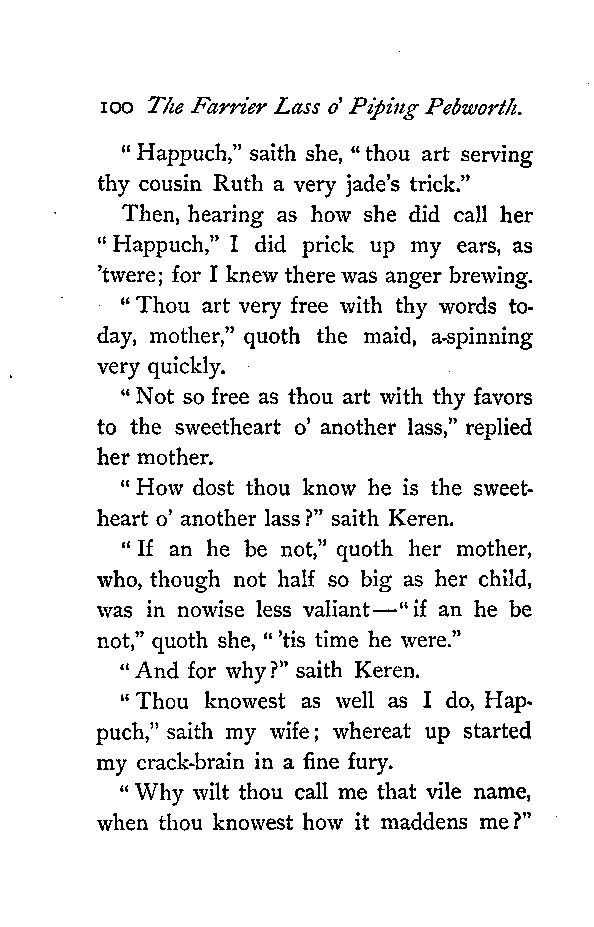 100 The Farrier Lass o' Piping Pebworth.
"Happuch," saith she, "thou art serving
thy cousin Ruth a very jade's trick."
Then, hearing as how she did call her
"Happuch," I did prick up my ears, as
'twere; for I knew there was anger brewing.
"Thou art very free with thy words to-
day, mother," quoth the maid, a-spinning
very quickly.
"Not so free as thou art with thy favors
to the sweetheart o' another lass," replied
her mother.
"How dost thou know he is the sweet-
heart o' another lass?" saith Keren.
"If an he be not," quoth her mother,
who, though not half so big as her child,
was in nowise less valiant—"if an he be
not," quoth she, "'tis time he were."
"And for why?" saith Keren.
"Thou knowest as well as I do, Hap-
puch," saith my wife; whereat up started
my crack-brain in a fine fury.
"Why wilt thou call me that vile name,
when thou knowest how it maddens me?"